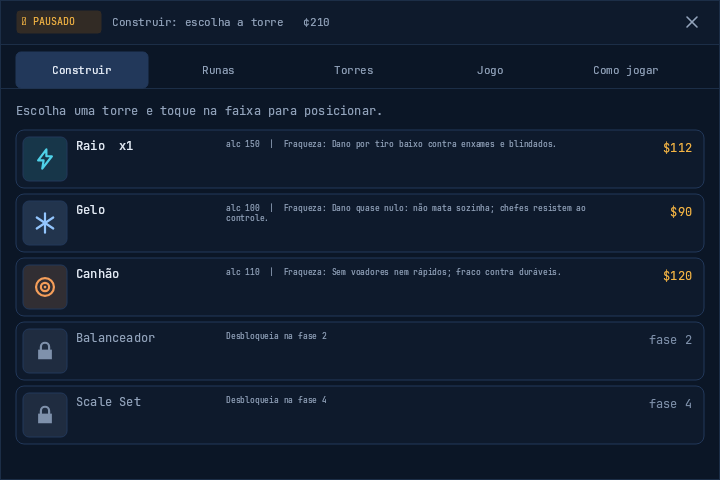 PAUSADO Construir: escolha a torre $210
Construir Runas Torres Jogo Como jogar
Escolha uma torre e toque na faixa para posicionar.
Raio x1 alc 150 | Fraqueza: Dano por tiro baixo contra enxames e blindados. $112
Gelo alc 100 | Fraqueza: Dano quase nulo: não mata sozinha; chefes resistem ao $90
controle.
Canhão alc 110 | Fraqueza: Sem voadores nem rápidos; fraco contra duráveis. $120
Balanceador Desbloqueia na fase 2 fase 2
Scale Set Desbloqueia na fase 4 fase 4